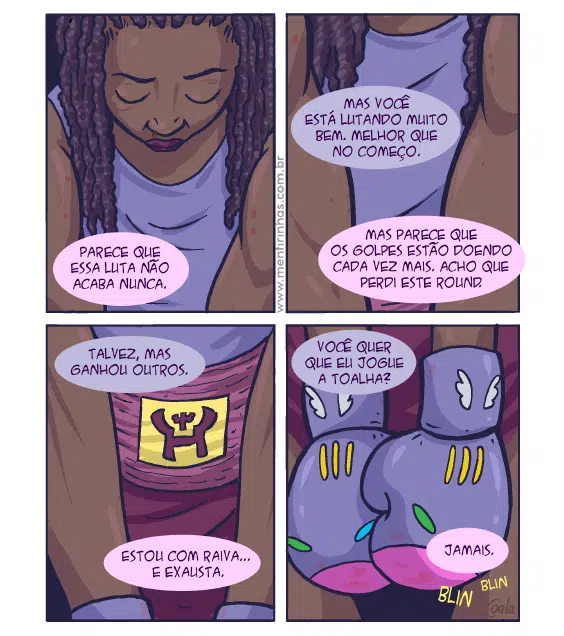 PARECE QUE
ESSA LUTA NÃO
ACABA NUNCA.
www.mentirinhas.com.br
MAS VOCÊ
ESTÁ LUTANDO MUITO
BEM. MELHOR QUE
NO COMEÇO.
MAS PARECE QUE
OS GOLPES ESTÃO DOENDO
CADA VEZ MAIS. ACHO QUE
PERDI ESTE ROUND.
TALVEZ, MAS
GANHOU OUTROS.
ESTOU COM RAIVA...
E EXAUSTA.
VOCÊ QUER
QUE EU JOGUE
A TOALHA?
JAMAIS.
BLIN BLIN
Coala